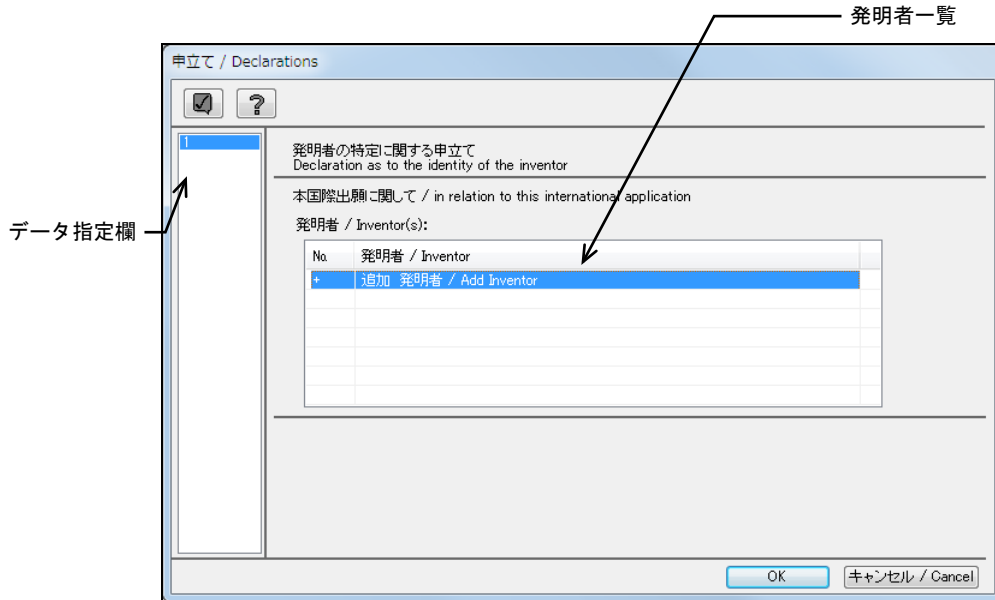 発明者一覧
申立て / Declarations
1
発明者の特定に関する申立て
Declaration as to the identity of the inventor
本国際出願に関して / in relation to this international application
データ指定欄
発明者 / Inventor(s):
No. 発明者 / Inventor
+ 追加 発明者 / Add Inventor
OK キャンセル / Cancel